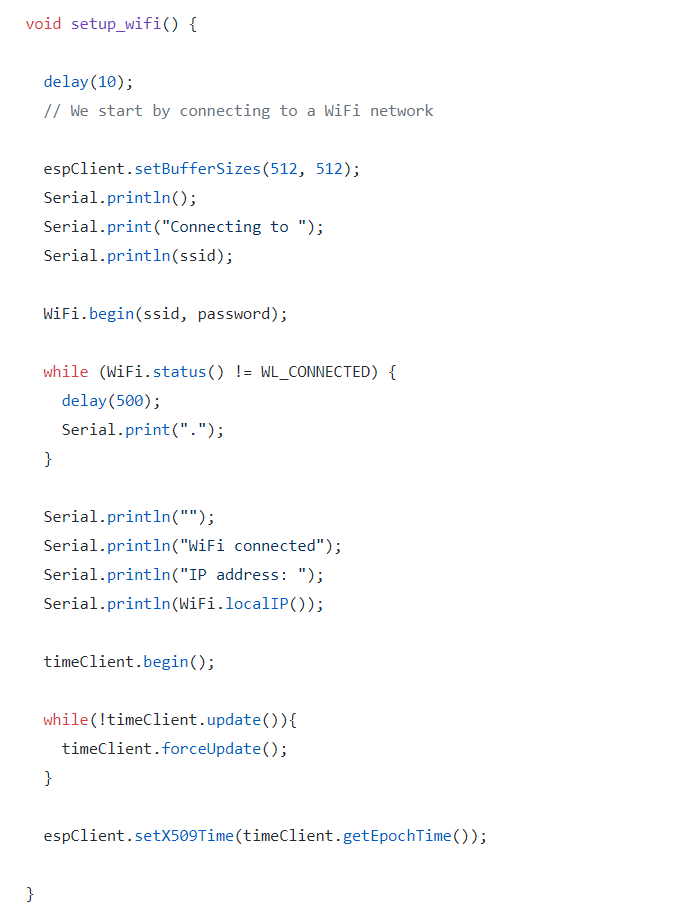 void setup_wifi() {
delay(10);
// We start by connecting to a WiFi network
espClient.setBufferSizes(512, 512);
Serial.println();
Serial.print("Connecting to ");
Serial.println(ssid);
WiFi.begin(ssid, password);
while (WiFi.status() != WL_CONNECTED) {
delay(500);
Serial.print(".");
}
Serial.println("");
Serial.println("WiFi connected");
Serial.println("IP address: ");
Serial.println(WiFi.localIP());
timeClient.begin();
while(!timeClient.update()){
timeClient.forceUpdate();
}
espClient.setX509Time(timeClient.getEpochTime());
}